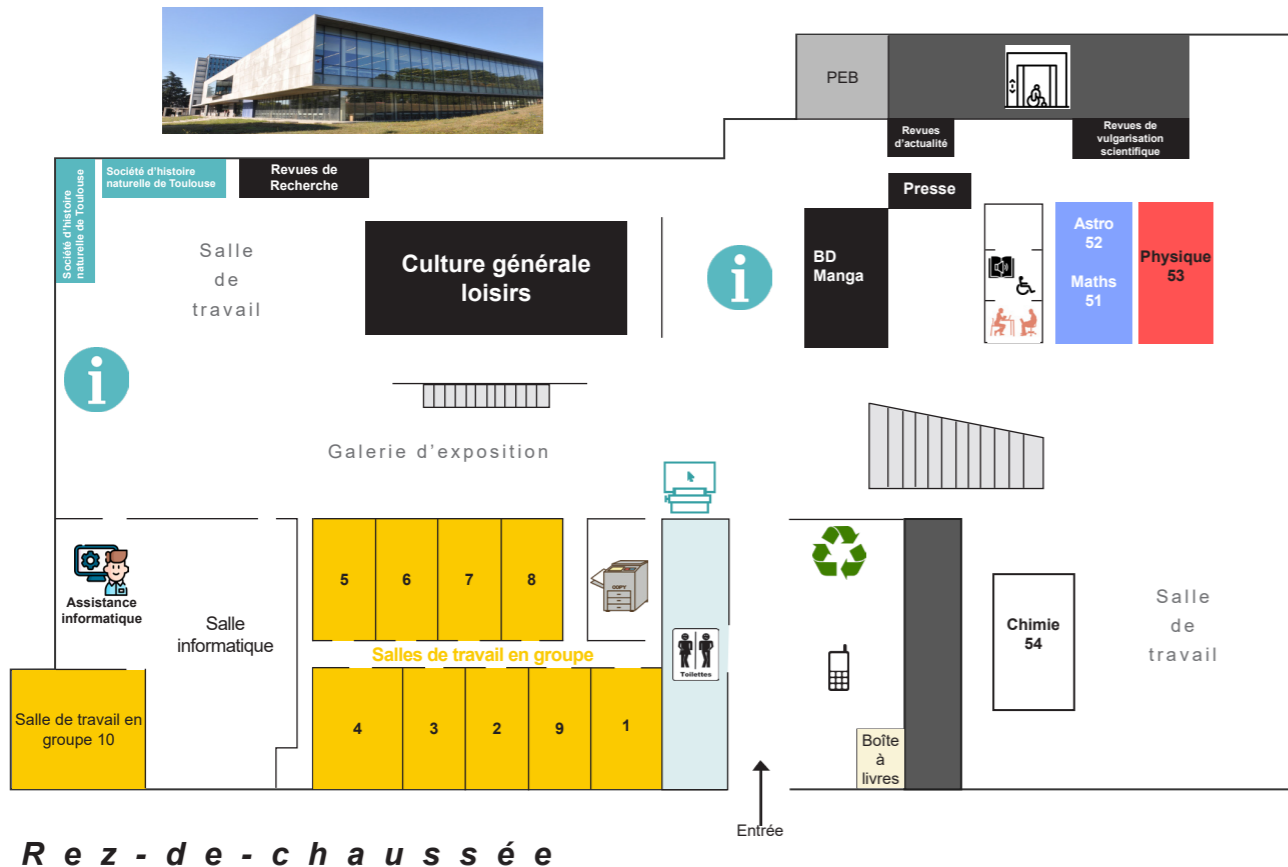 PEB
Revues
d'actualité
Revues de
vulgarisation
scientifique
Société d'histoire
naturelle de Toulouse
Société d'histoire
naturelle de Toulouse
Revues de
Recherche
Presse
Salle
de
travail
Culture générale
loisirs
BD
Manga
Astro
52
Maths
51
Physique
53
Galerie d'exposition
Assistance
informatique
Salle
informatique
5
6
7
8
COPY
Salles de travail en groupe
Toilettes
Chimie
54
Salle
de
travail
Salle de travail en
groupe 10
4
3
2
9
1
Boîte
à
livres
Entrée
Rez-de-chaussée